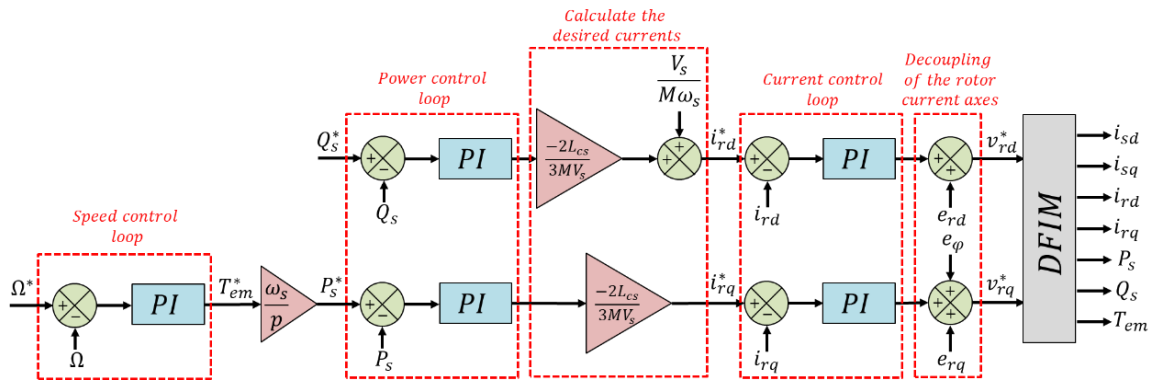 Calculate the
desired currents
Power control
loop
V_s
Mω_s
Current control
loop
Decoupling
of the rotor
current axes
Q_s^*
+
−
PI
-2L_cs
3MV_s
+
+
i_rd^*
+
−
PI
+
+
v_rd^*
Q_s
i_rd
e_rd
e_φ
DFIM
i_sd
i_sq
i_rd
i_rq
P_s
Q_s
T_em
Speed control
loop
Ω^*
+
−
PI
T_em^*
ω_s
p
P_s^*
+
−
PI
-2L_cs
3MV_s
i_rq^*
+
−
PI
+
+
+
v_rq^*
Ω
P_s
i_rq
e_rq